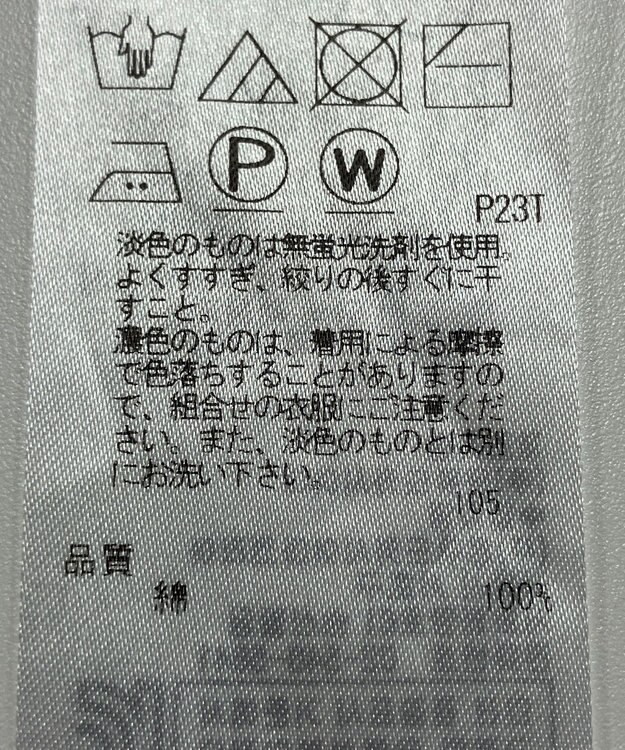 P
W
P23T
淡色のものは無蛍光洗剤を使用。
よくすすぎ、絞りの後すぐに干
すこと。
濃色のものは、着用による摩擦
で色落ちすることがありますの
で、組合せの衣服にご注意くだ
さい。また、淡色のものとは別
にお洗い下さい。
105
品質
綿 100%